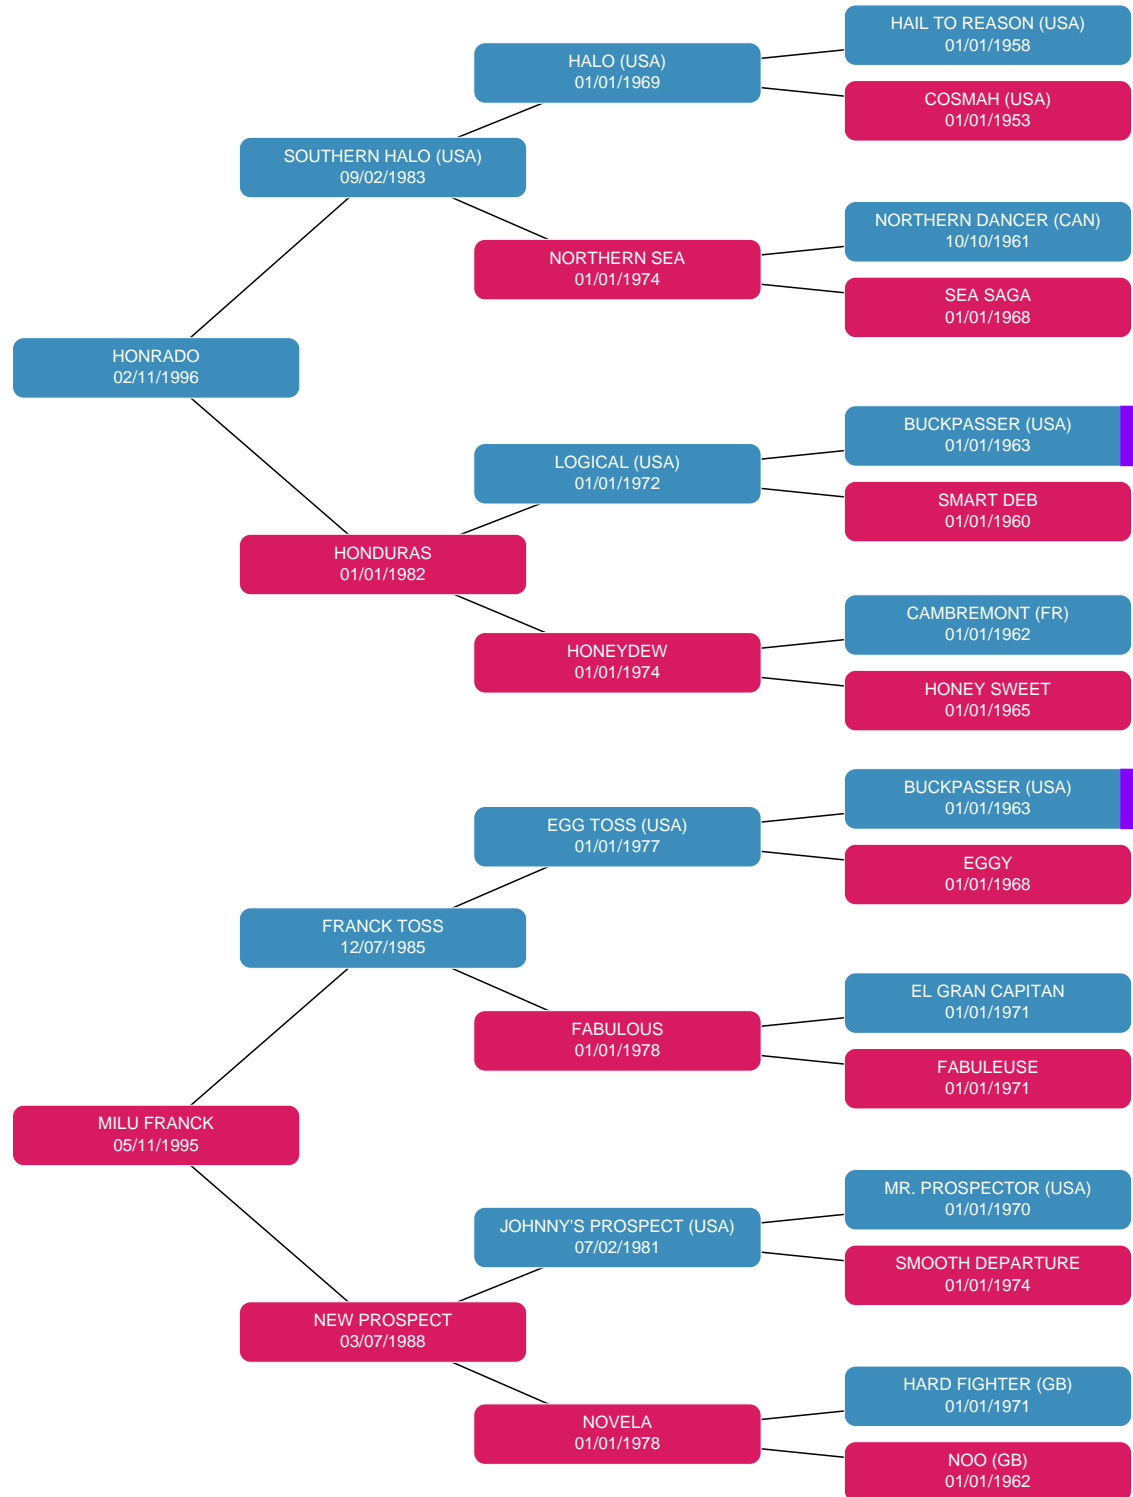 HAIL TO REASON (USA)
01/01/1958
HALO (USA)
01/01/1969
COSMAH (USA)
01/01/1953
SOUTHERN HALO (USA)
09/02/1983
NORTHERN DANCER (CAN)
10/10/1961
NORTHERN SEA
01/01/1974
SEA SAGA
01/01/1968
HONRADO
02/11/1996
BUCKPASSER (USA)
01/01/1963
LOGICAL (USA)
01/01/1972
SMART DEB
01/01/1960
HONDURAS
01/01/1982
CAMBREMONT (FR)
01/01/1962
HONEYDEW
01/01/1974
HONEY SWEET
01/01/1965
BUCKPASSER (USA)
01/01/1963
EGG TOSS (USA)
01/01/1977
EGGY
01/01/1968
FRANCK TOSS
12/07/1985
EL GRAN CAPITAN
01/01/1971
FABULOUS
01/01/1978
FABULEUSE
01/01/1971
MILU FRANCK
05/11/1995
MR. PROSPECTOR (USA)
01/01/1970
JOHNNY'S PROSPECT (USA)
07/02/1981
SMOOTH DEPARTURE
01/01/1974
NEW PROSPECT
03/07/1988
HARD FIGHTER (GB)
01/01/1971
NOVELA
01/01/1978
NOO (GB)
01/01/1962